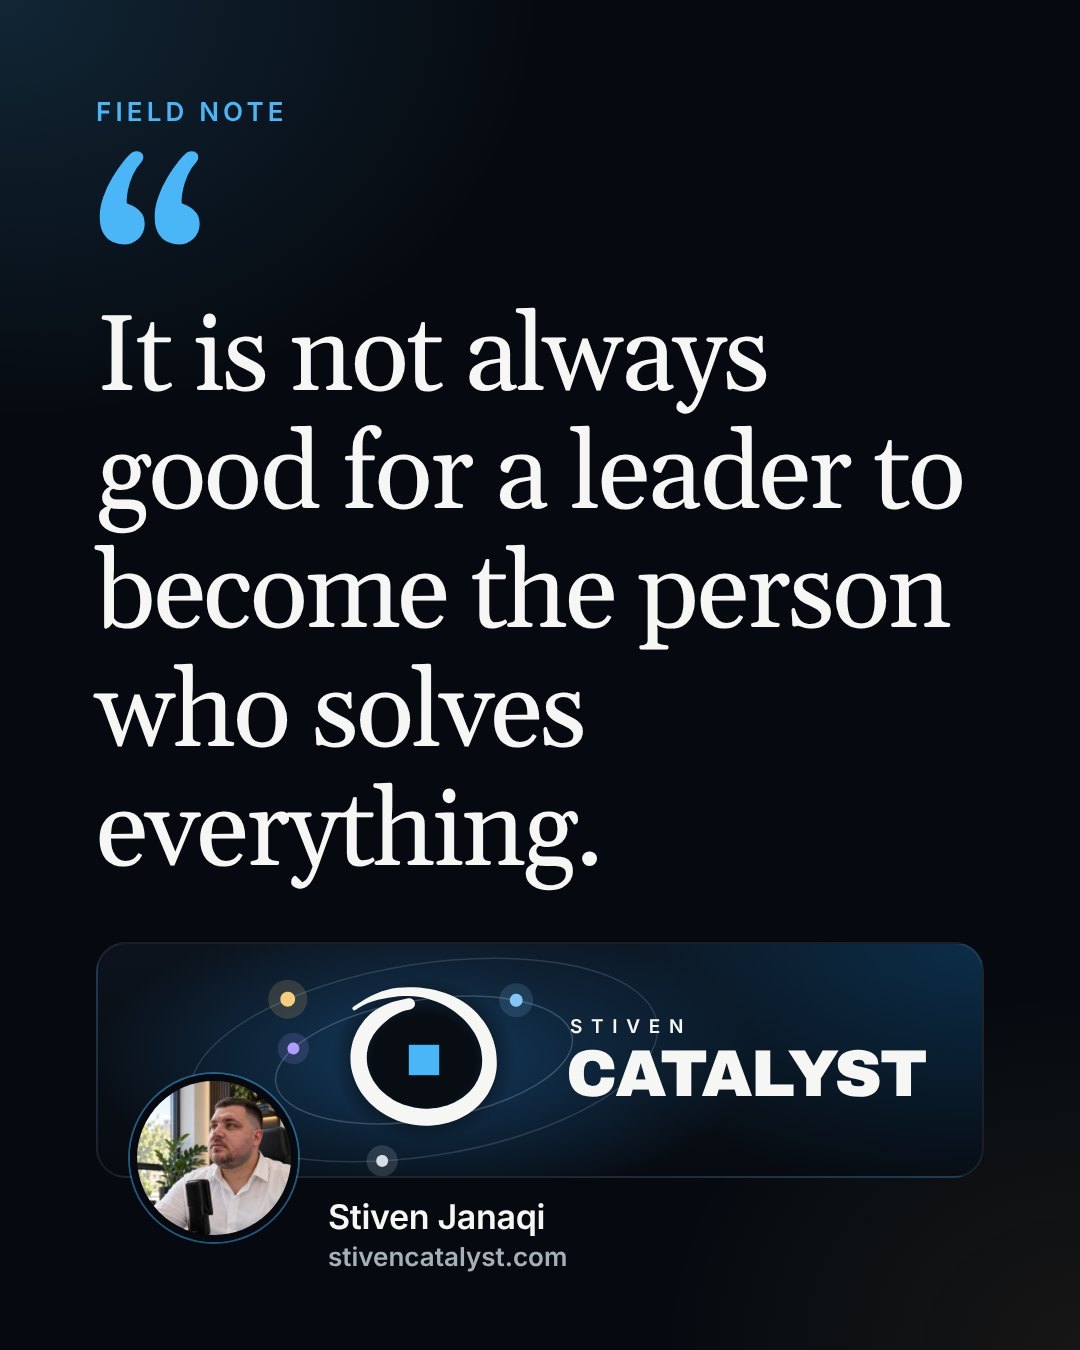 FIELD NOTE
“
It is not always
good for a leader to
become the person
who solves
everything.
STIVEN
CATALYST
Stiven Janaqi
stivencatalyst.com